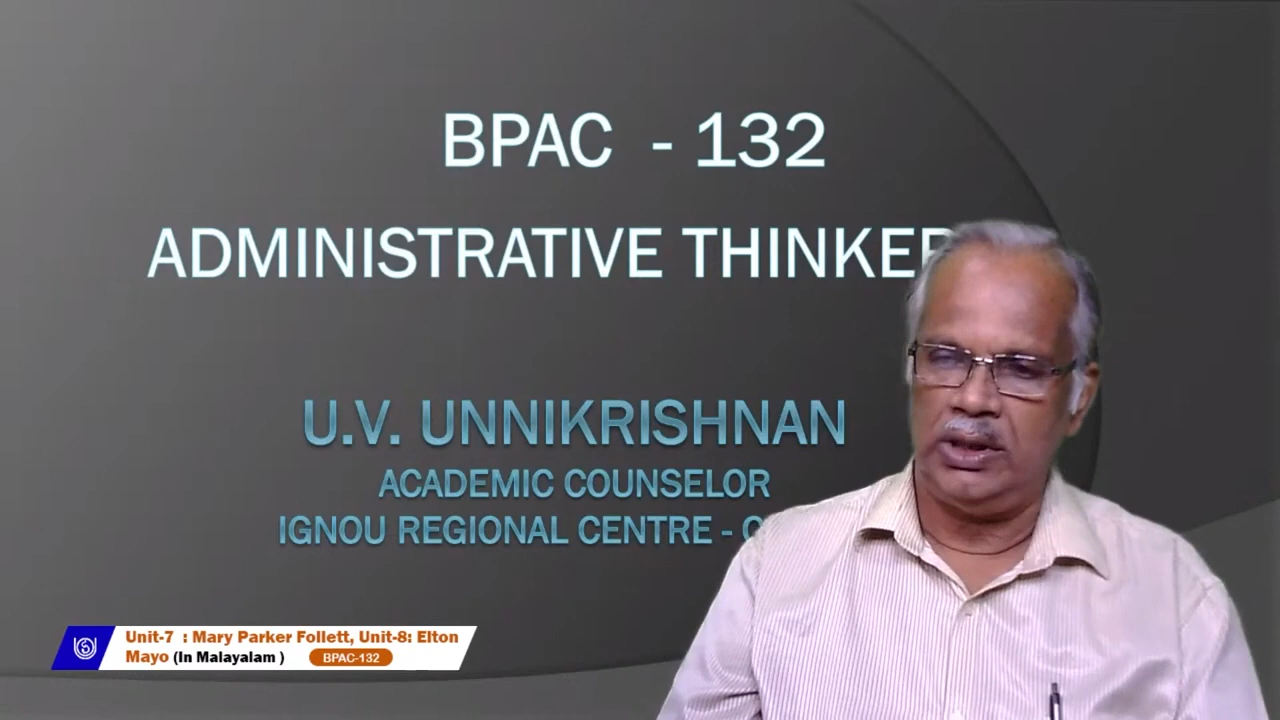 BPAC - 132
ADMINISTRATIVE
U.V. UNNIKRISHNAN
ACADEMIC COUNSELOR
IGNOU REGIONAL CENTRE -
Unit-7 : Mary Parker Follett, Unit-8: Elton
Mayo (In Malayalam )
BPAC-132